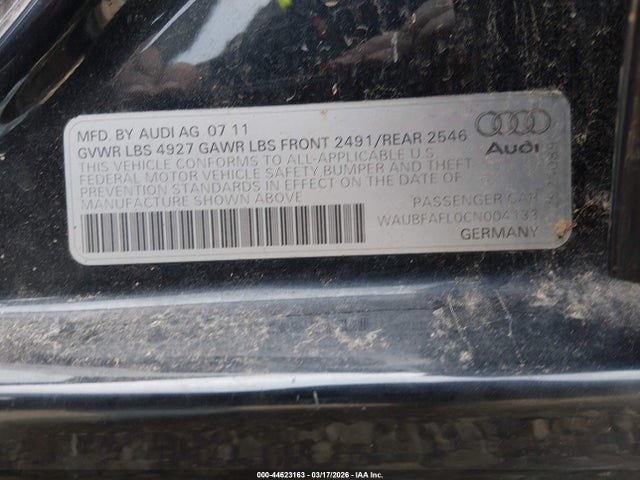 MFD. BY AUDI AG 07 11
GVWR LBS 4927 GAWR LBS FRONT 2491/REAR 2546
THIS VEHICLE CONFORMS TO ALL-APPLICABLE U.S
FEDERAL MOTOR VEHICLE SAFETY BUMPER AND THEFT
PREVENTION STANDARDS IN EFFECT ON THE DATE OF
MANUFACTURE SHOWN ABOVE
Audi
PASSENGER CAR
WAUBFAFL0CN004133
GERMANY
000-44623163 - 03/17/2026 - IAA Inc.